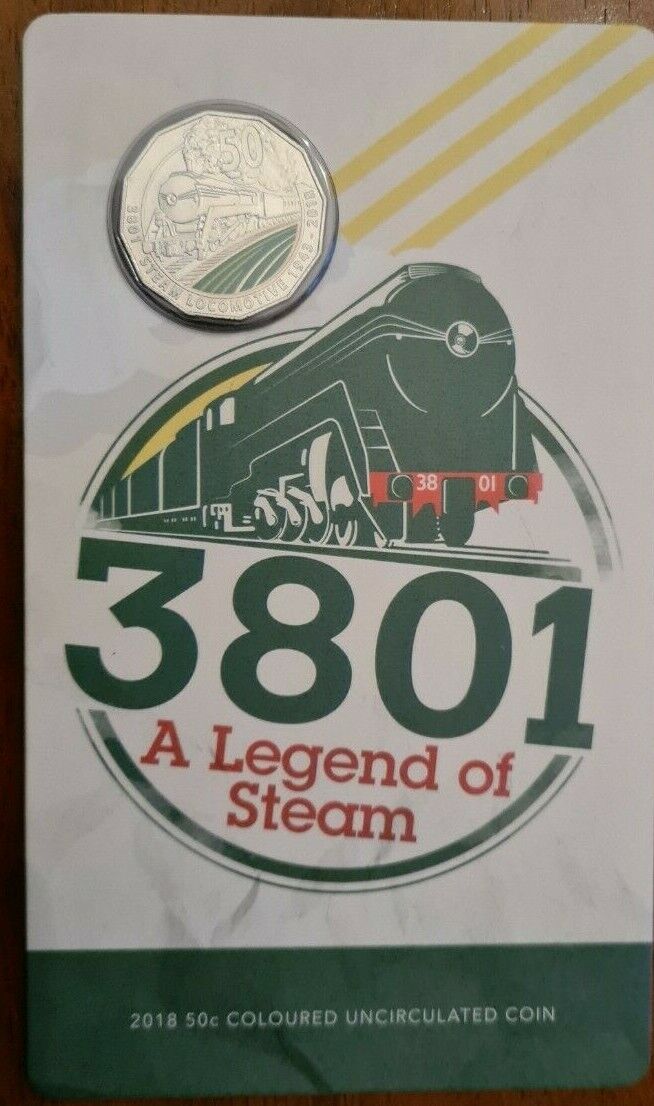 50
3801 STEAM LOCOMOTIVE 1943 - 2018
38 01
3801
A Legend of
Steam
2018 50c COLOURED UNCIRCULATED COIN